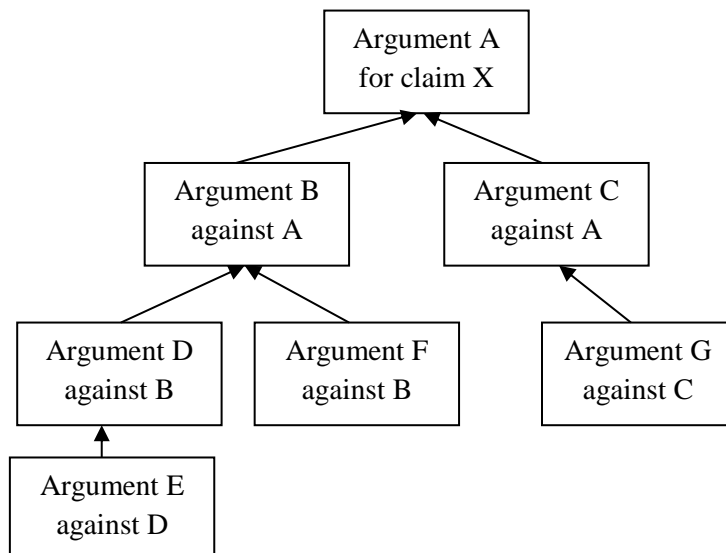 Argument A
for claim X
Argument B
against A
Argument C
against A
Argument D
against B
Argument F
against B
Argument G
against C
Argument E
against D